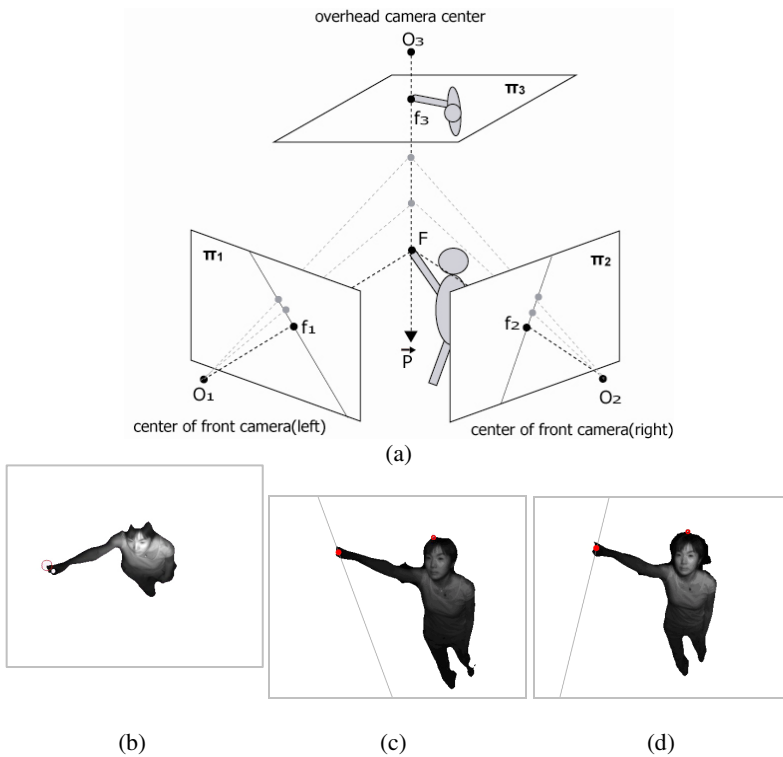 overhead camera center
O3
π3
f3
F
π1
π2
f1
f2
P
O1
O2
center of front camera(left)
center of front camera(right)
(a)
(b)
(c)
(d)